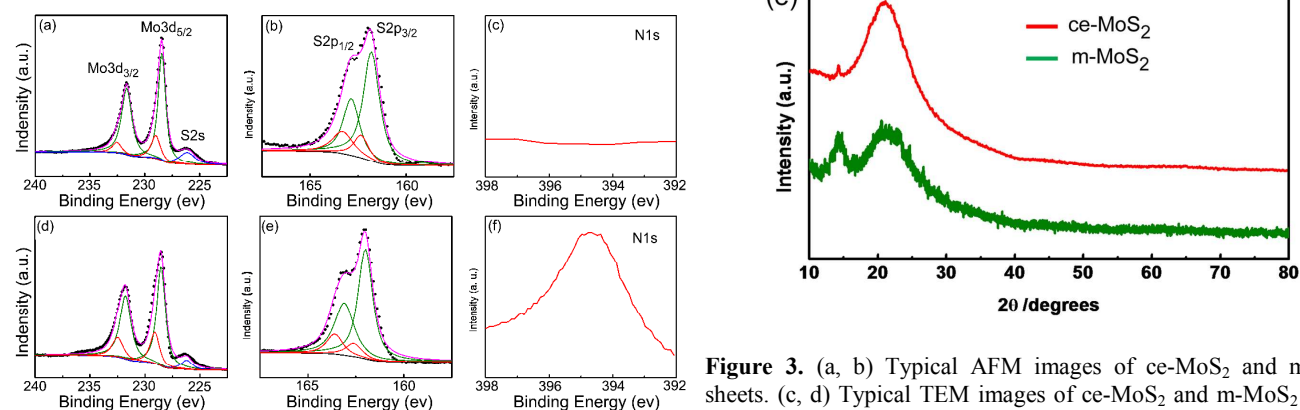 (a)
Mo3d5/2
Mo3d3/2
S2s
Indensity (a.u.)
240 235 230 225
Binding Energy (ev)
(b)
S2p3/2
S2p1/2
Indensity (a.u.)
165 160
Binding Energy (ev)
(c)
N1s
Intensity (a.u.)
398 396 394 392
Binding Energy (ev)
(d)
Indensity (a.u.)
240 235 230 225
Binding Energy (ev)
(e)
Indensity (a.u.)
165 160
Binding Energy (ev)
(f)
N1s
Intensity (a.u.)
398 396 394 392
Binding Energy (ev)
ce-MoS2
m-MoS2
Intensity (a.u.)
10 20 30 40 50 60 70 80
2θ /degrees
Figure 3. (a, b) Typical AFM images of ce-MoS2 and m
sheets. (c, d) Typical TEM images of ce-MoS2 and m-MoS2